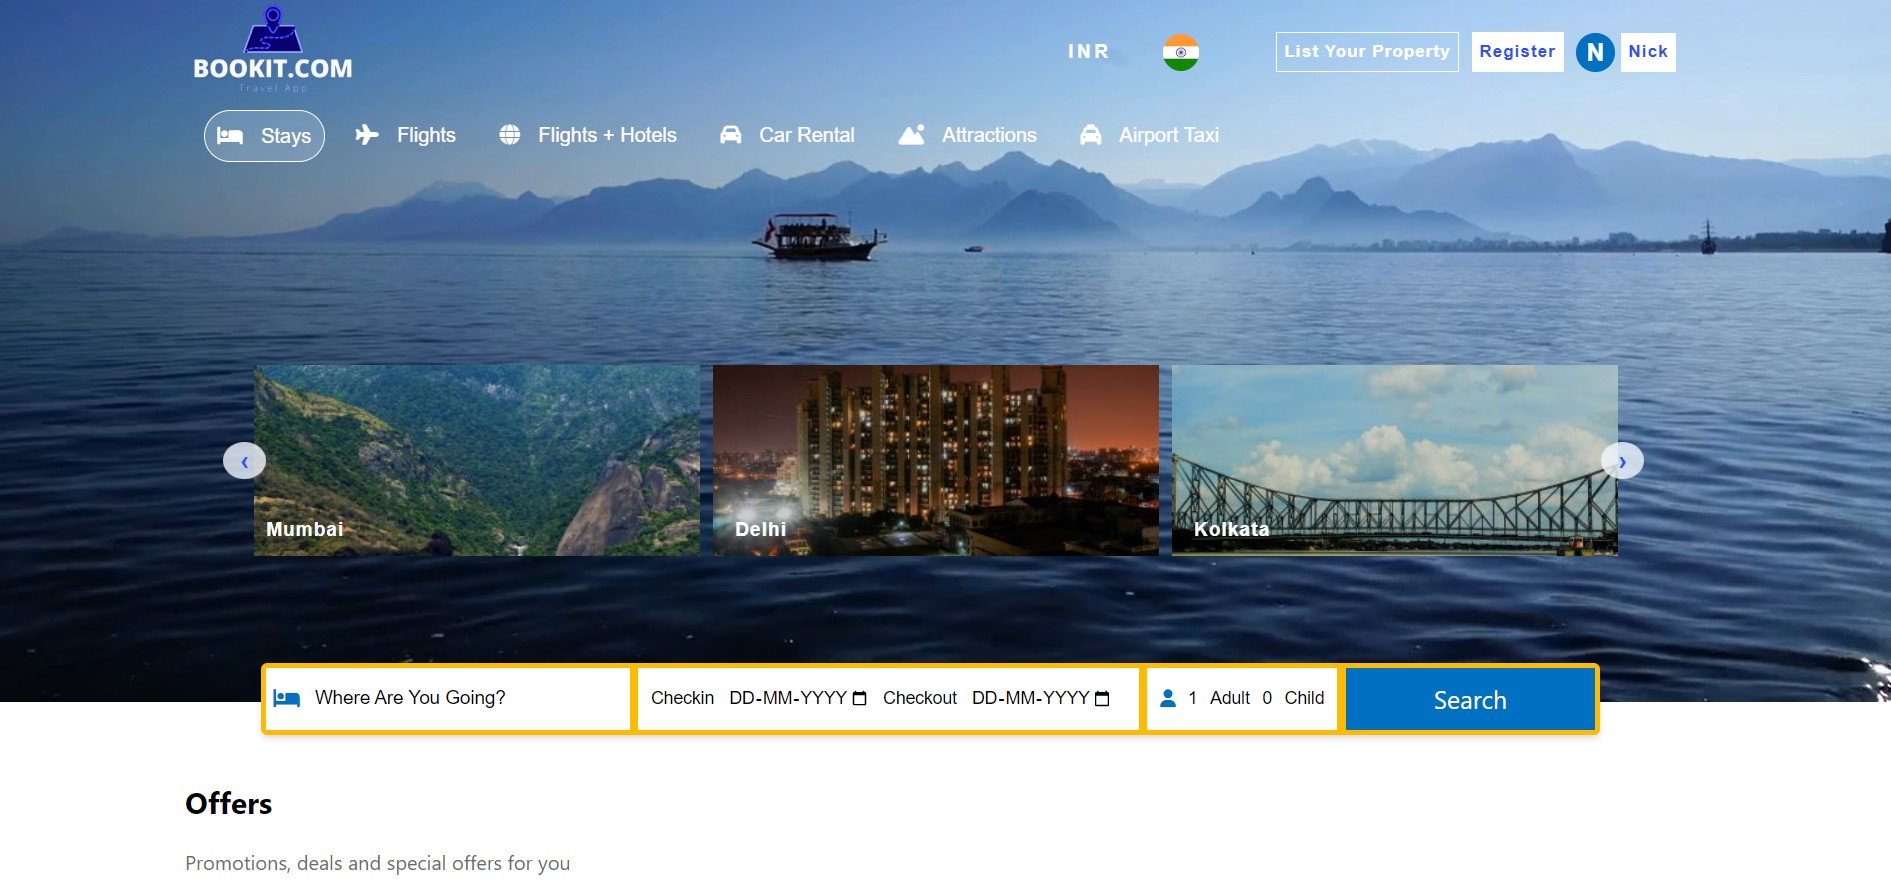 BOOKIT.COM
Travel App
INR
List Your Property
Register
N
Nick
Stays
Flights
Flights + Hotels
Car Rental
Attractions
Airport Taxi
‹
›
Mumbai
Delhi
Kolkata
Where Are You Going?
Checkin DD-MM-YYYY Checkout DD-MM-YYYY
1 Adult 0 Child
Search
Offers
Promotions, deals and special offers for you